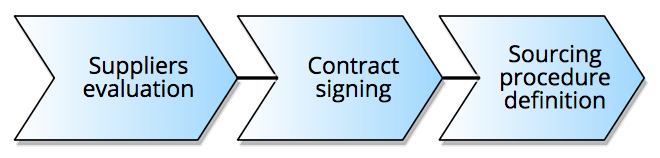 Suppliers
evaluation
Contract
signing
Sourcing
procedure
definition